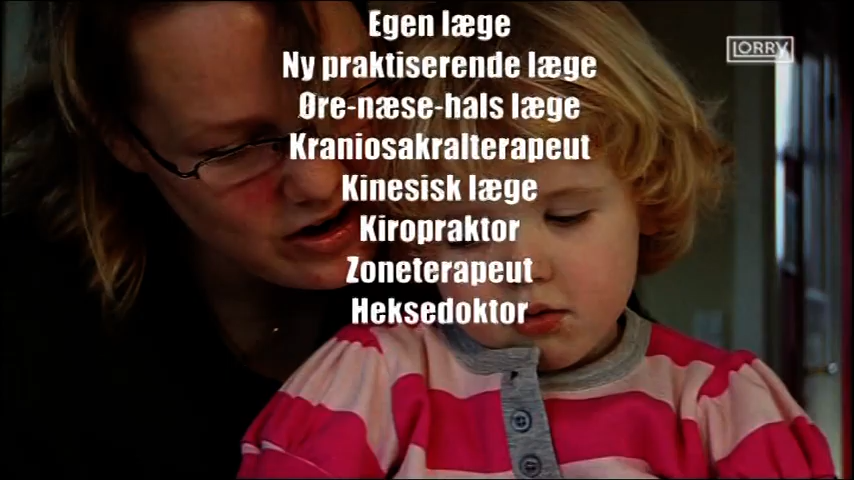 Egen læge
LORRY
Ny praktiserende læge
Øre-næse-hals læge
Kraniosakralterapeut
Kinesisk læge
Kiropraktor
Zoneterapeut
Heksedoktor